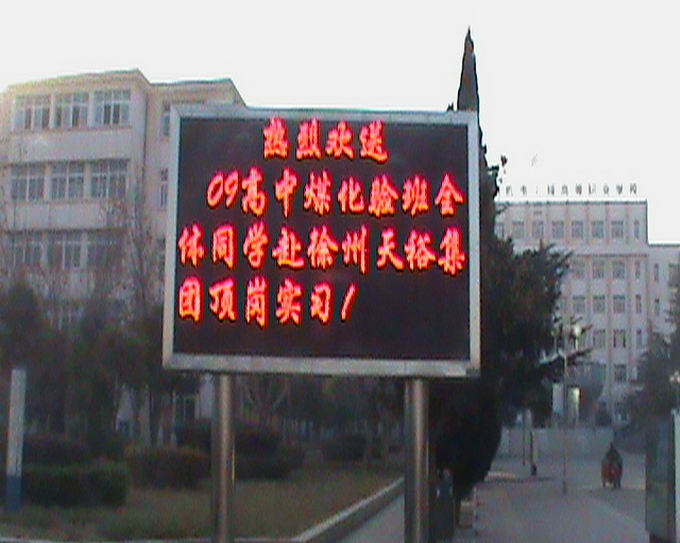 热烈欢送
09高中煤化验班全
体同学赴徐州天裕集
团顶岗实习!